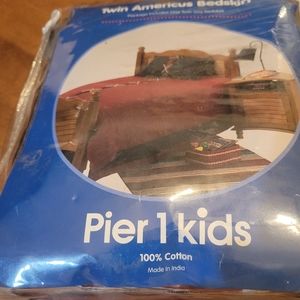 Twin Americus Bedskirt
Pier 1 kids
100% Cotton
Made in India